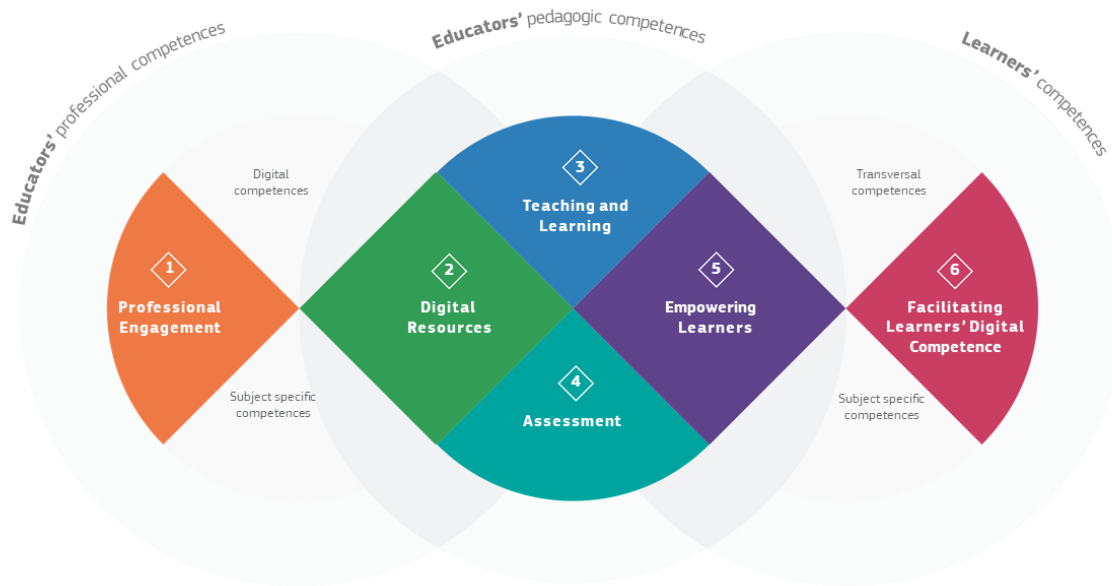 Educators' professional competences
Educators' pedagogic competences
Learners' competences
Digital
competences
Subject specific
competences
1
Professional
Engagement
2
Digital
Resources
3
Teaching and
Learning
4
Assessment
5
Empowering
Learners
Transversal
competences
Subject specific
competences
6
Facilitating
Learners' Digital
Competence